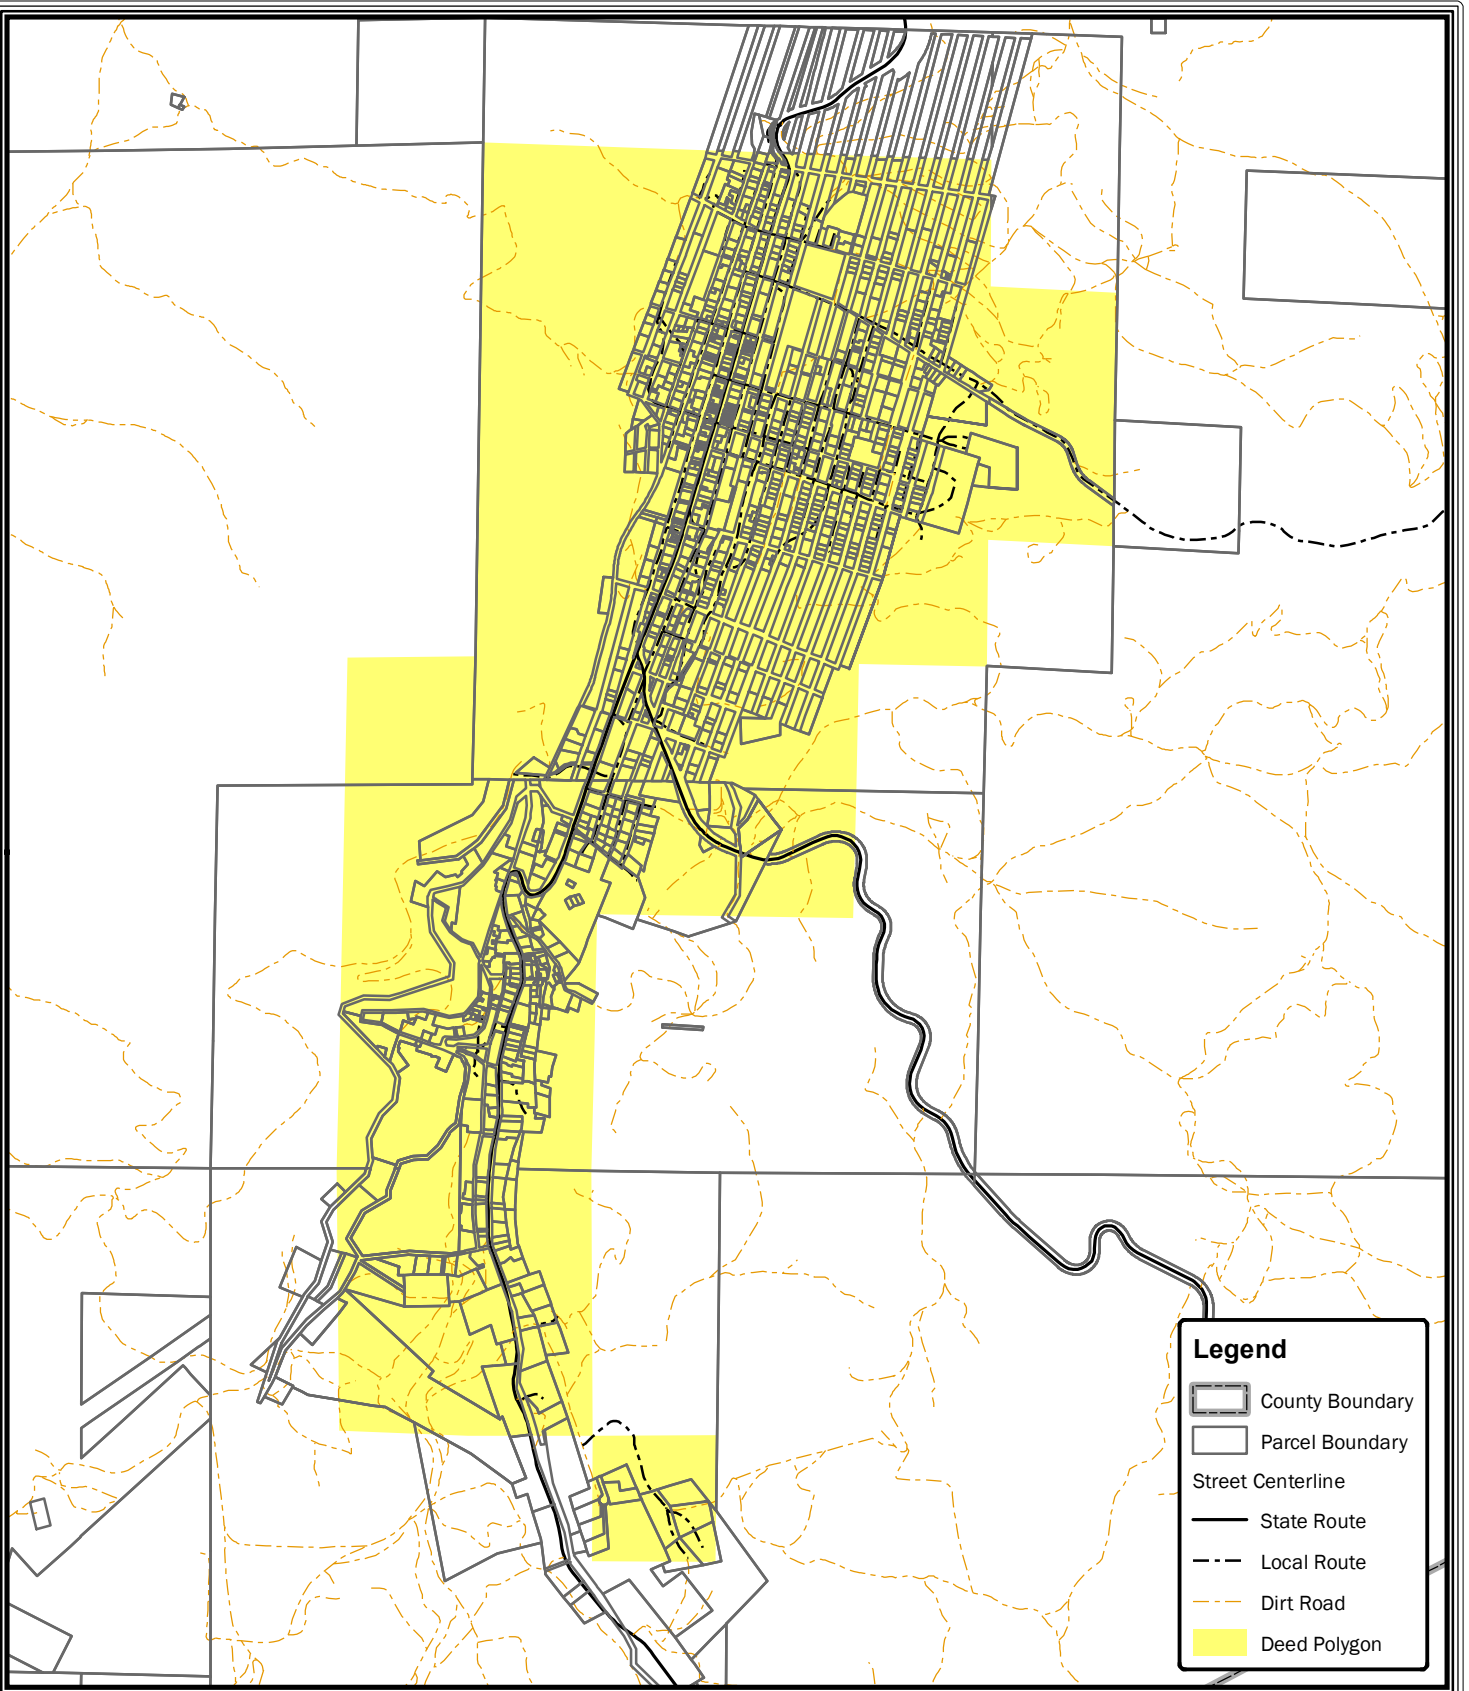 Legend
County Boundary
Parcel Boundary
Street Centerline
State Route
Local Route
Dirt Road
Deed Polygon